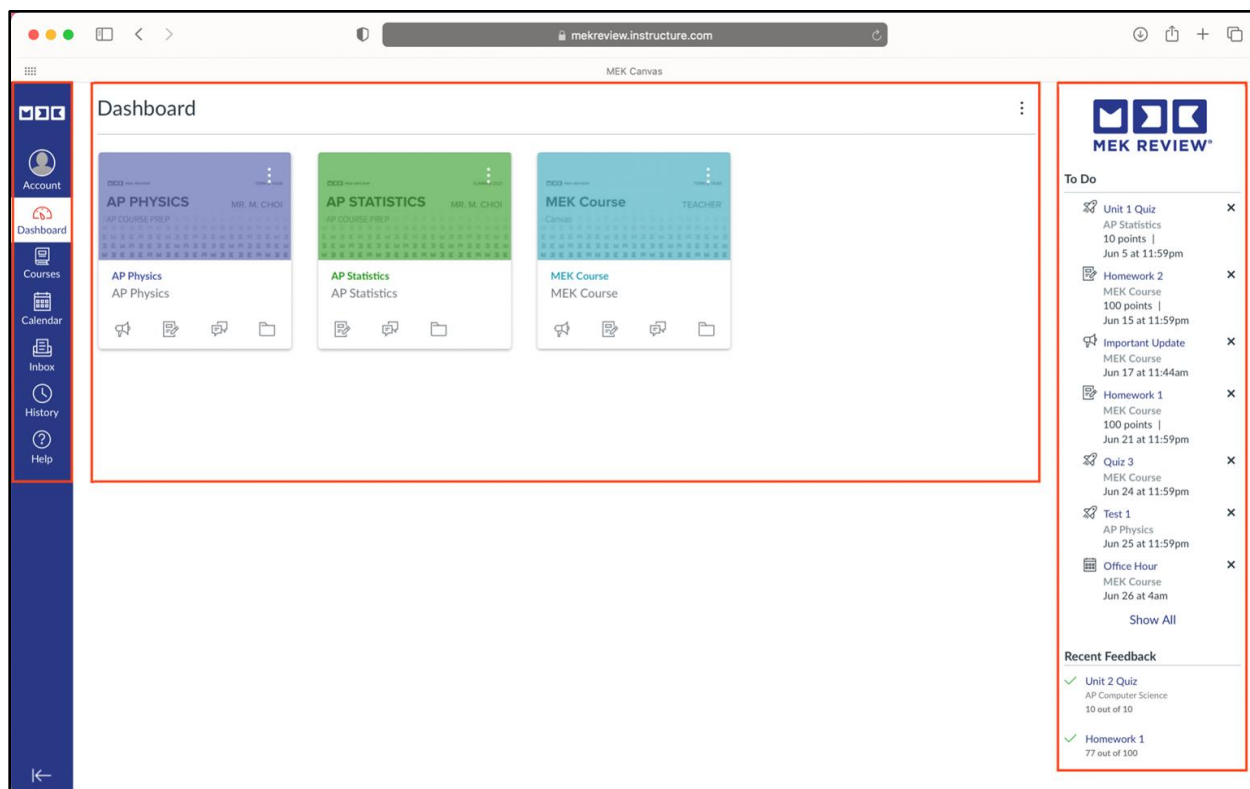 mekreview.instructure.com
MEK Canvas
MEK
Account
Dashboard
Courses
Calendar
Inbox
History
Help
Dashboard
AP PHYSICS MR. M. CHOI
AP COURSE PREP
AP Physics
AP Physics
AP STATISTICS MR. M. CHOI
AP COURSE PREP
AP Statistics
AP Statistics
MEK Course TEACHER
Canvas
MEK Course
MEK Course
MEK
MEK REVIEW®
To Do
Unit 1 Quiz
AP Statistics
10 points |
Jun 5 at 11:59pm
Homework 2
MEK Course
100 points |
Jun 15 at 11:59pm
Important Update
MEK Course
Jun 17 at 11:44am
Homework 1
MEK Course
100 points |
Jun 21 at 11:59pm
Quiz 3
MEK Course
Jun 24 at 11:59pm
Test 1
AP Physics
Jun 25 at 11:59pm
Office Hour
MEK Course
Jun 26 at 4am
Show All
Recent Feedback
Unit 2 Quiz
AP Computer Science
10 out of 10
Homework 1
77 out of 100